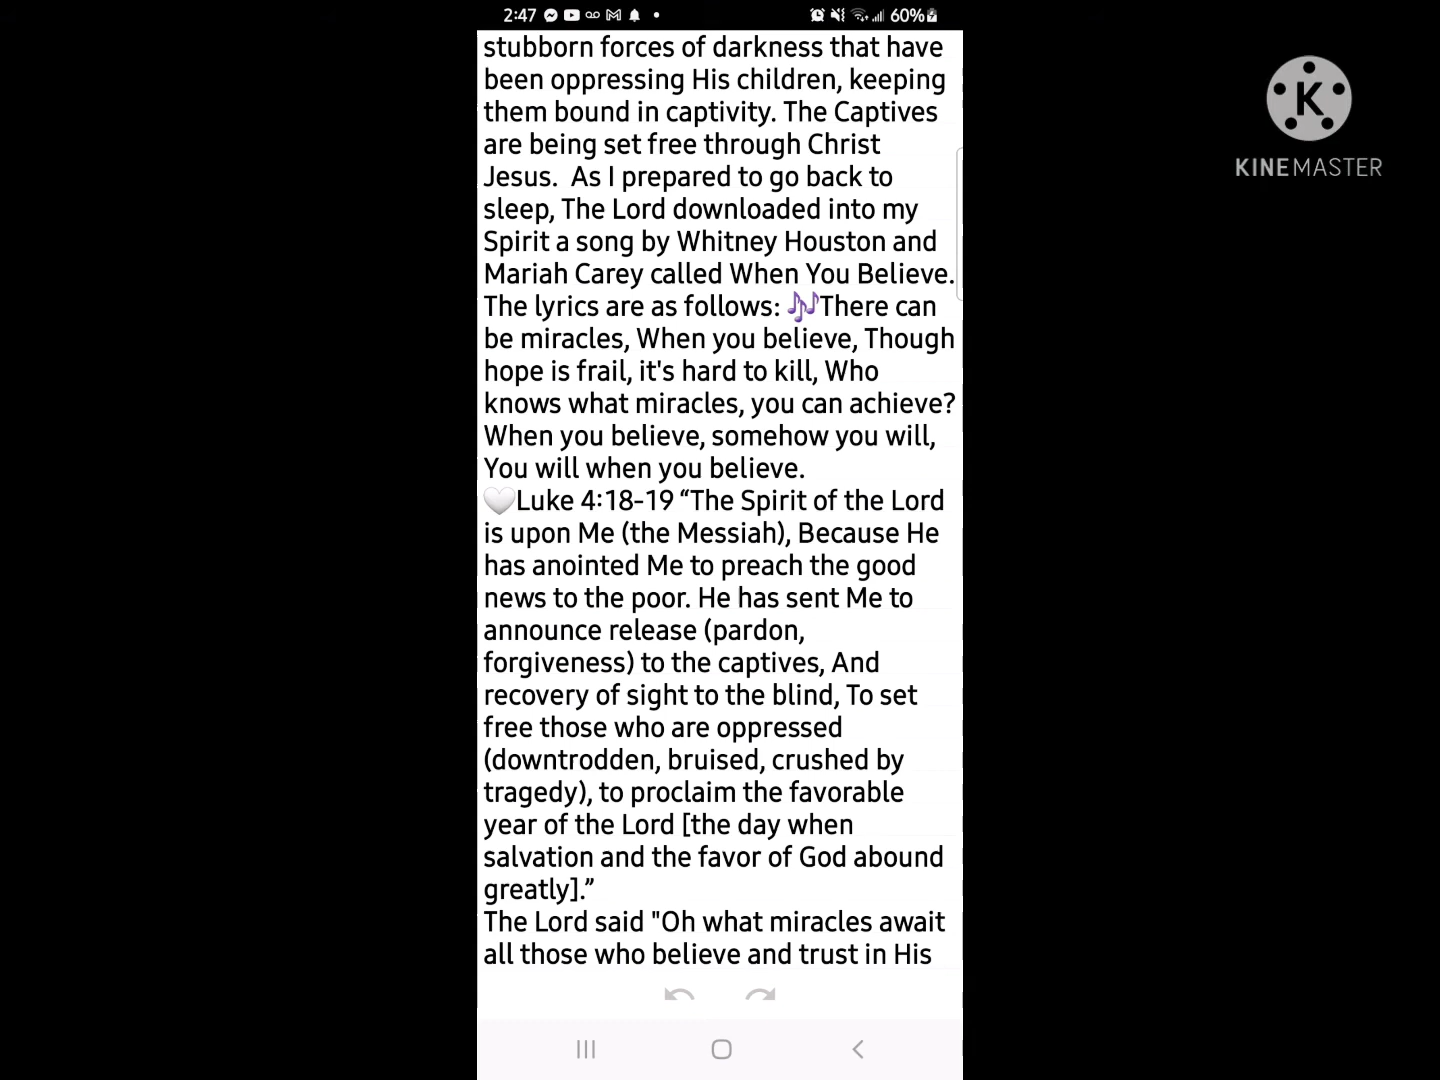 2:47
60%
stubborn forces of darkness that have
been oppressing His children, keeping
them bound in captivity. The Captives
are being set free through Christ
Jesus.  As I prepared to go back to
sleep, The Lord downloaded into my
Spirit a song by Whitney Houston and
Mariah Carey called When You Believe.
The lyrics are as follows: 🎶There can
be miracles, When you believe, Though
hope is frail, it's hard to kill, Who
knows what miracles, you can achieve?
When you believe, somehow you will,
You will when you believe.
🤍Luke 4:18-19 “The Spirit of the Lord
is upon Me (the Messiah), Because He
has anointed Me to preach the good
news to the poor. He has sent Me to
announce release (pardon,
forgiveness) to the captives, And
recovery of sight to the blind, To set
free those who are oppressed
(downtrodden, bruised, crushed by
tragedy), to proclaim the favorable
year of the Lord [the day when
salvation and the favor of God abound
greatly].”
The Lord said "Oh what miracles await
all those who believe and trust in His
K
KINEMASTER